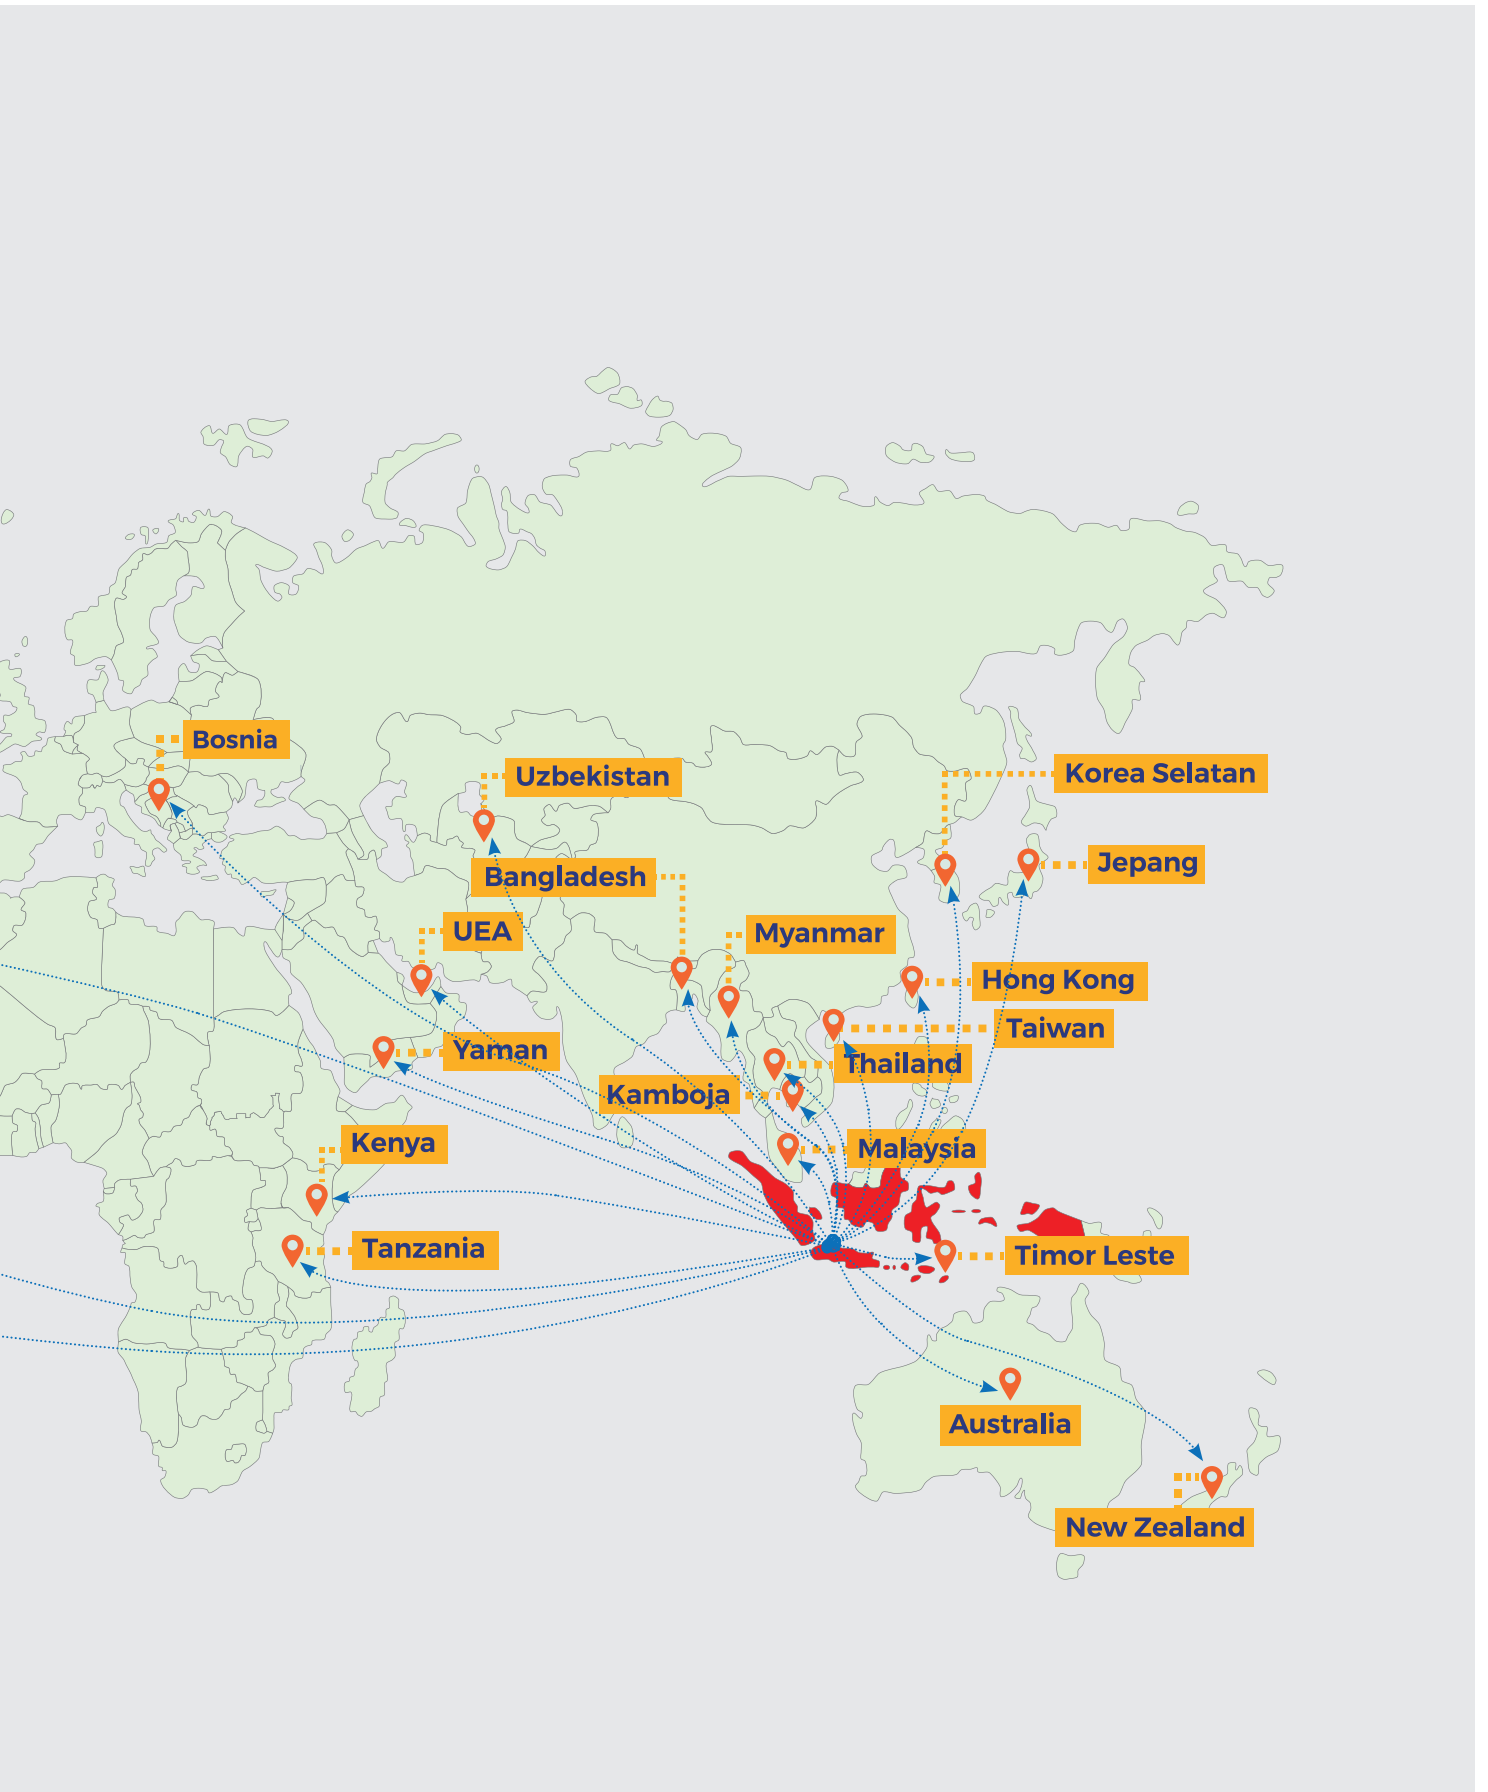 Bosnia
Uzbekistan
Korea Selatan
Bangladesh
Jepang
UEA
Myanmar
Hong Kong
Taiwan
Yaman
Thailand
Kamboja
Kenya
Malaysia
Tanzania
Timor Leste
Australia
New Zealand